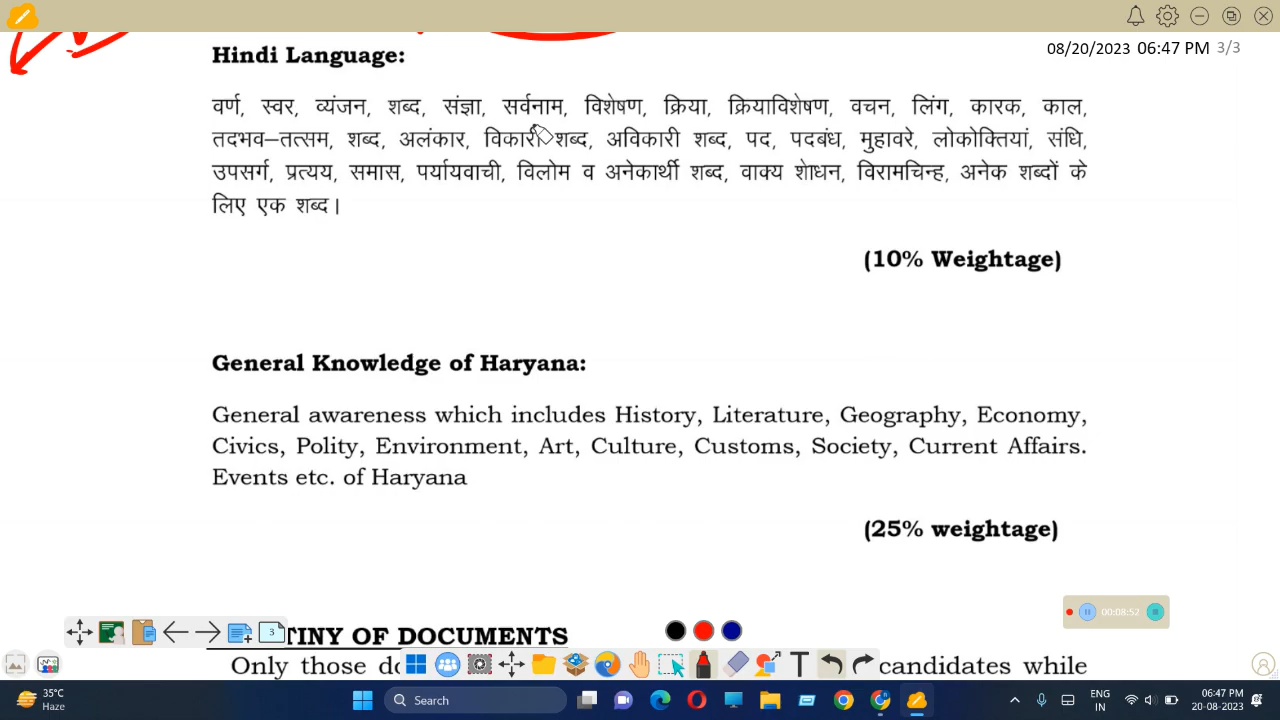 08/20/2023 06:47 PM 3/3
Hindi Language:
वर्ण, स्वर, व्यंजन, शब्द, संज्ञा, सर्वनाम, विशेषण, क्रिया, क्रियाविशेषण, वचन, लिंग, कारक, काल,
तदभव–तत्सम, शब्द, अलंकार, विकारी शब्द, अविकारी शब्द, पद, पदबंध, मुहावरे, लोकोक्तियां, संधि,
उपसर्ग, प्रत्यय, समास, पर्यायवाची, विलोम व अनेकार्थी शब्द, वाक्य शोधन, विरामचिन्ह, अनेक शब्दों के
लिए एक शब्द।
(10% Weightage)
General Knowledge of Haryana:
General awareness which includes History, Literature, Geography, Economy,
Civics, Polity, Environment, Art, Culture, Customs, Society, Current Affairs.
Events etc. of Haryana
(25% weightage)
00:08:52
3 TINY OF DOCUMENTS
Only those do candidates while
35°C
Haze
Search
ENG
IN
06:47 PM
20-08-2023